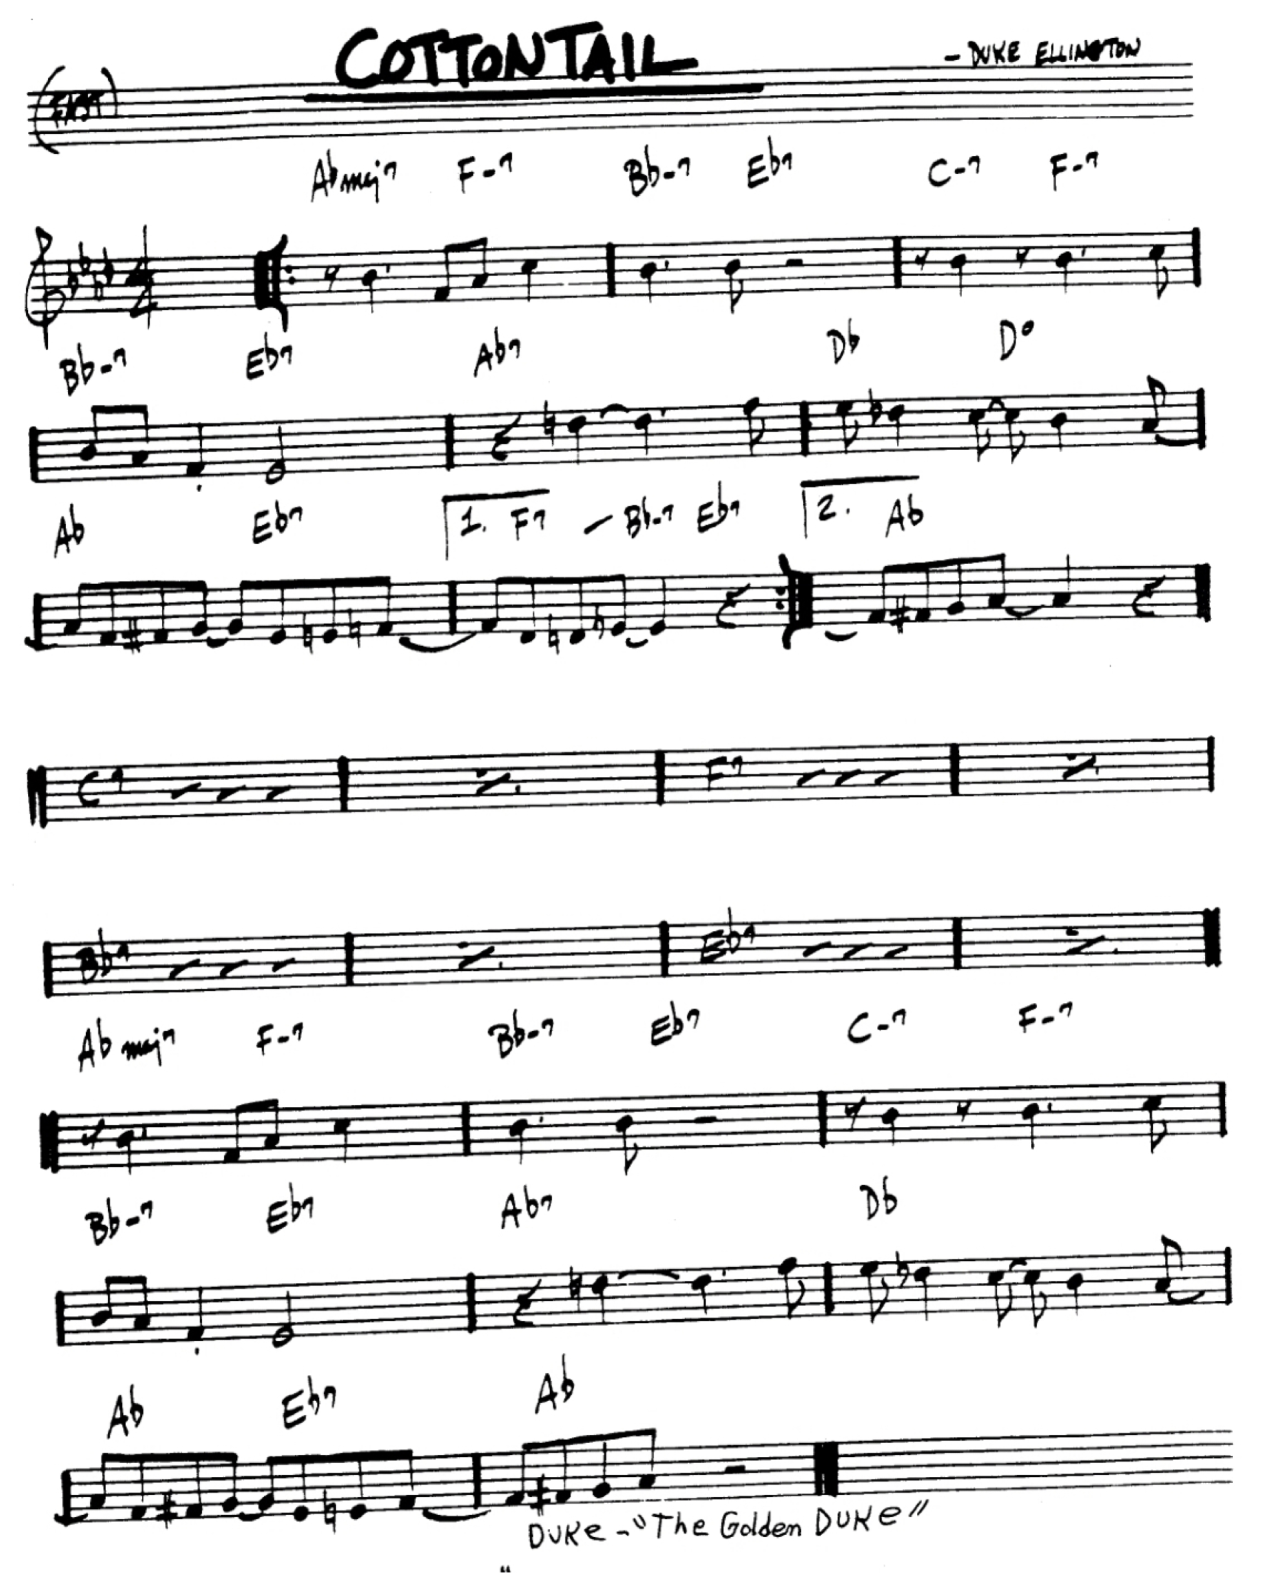 COTTONTAIL
- DUKE ELLINGTON
(FAST)
Abmaj7 F-7 Bb-7 Eb7 C-7 F-7
4
4
Bb-7 Eb7 Ab7 Db D°
Ab Eb7 1. F7 Bb-7 Eb7 2. Ab
C7 F7
Bb7 Eb7
Ab maj7 F-7 Bb-7 Eb7 C-7 F-7
Bb-7 Eb7 Ab7 Db
Ab Eb7 Ab
DUKE - "The Golden DUKE"
"